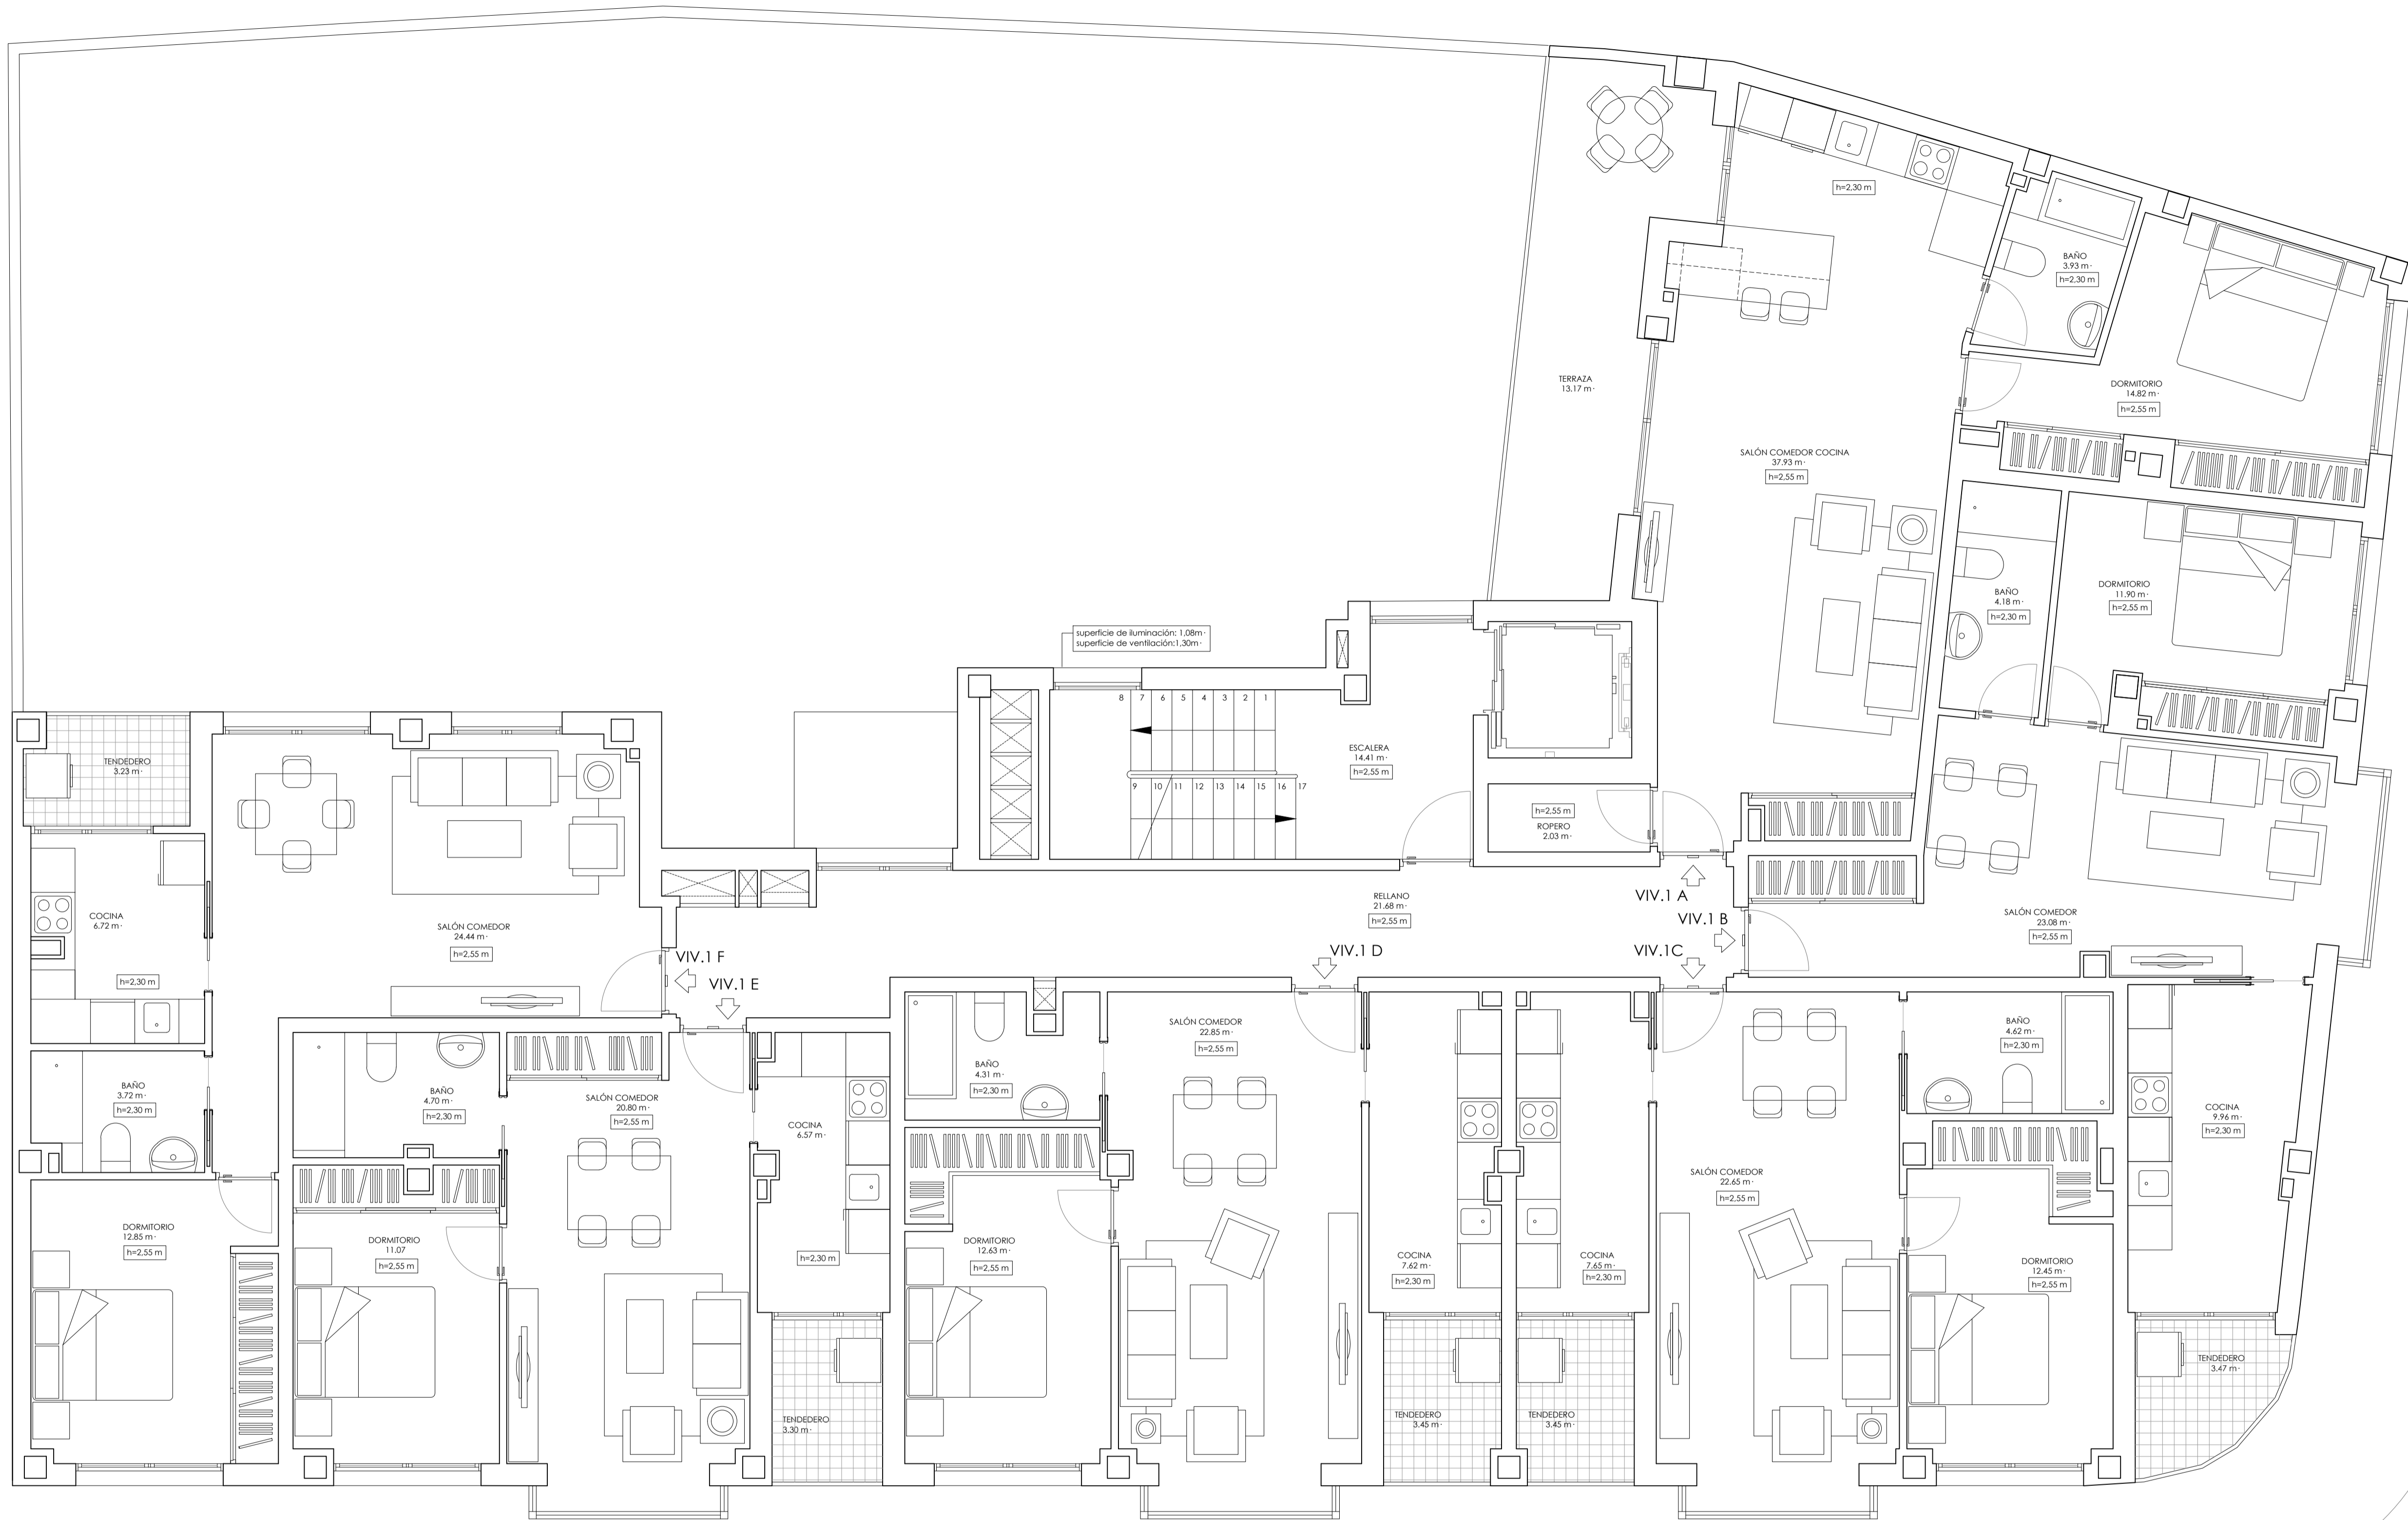 h=2,30 m
BAÑO
3.93 m·
h=2,30 m
TERRAZA
13.17 m·
DORMITORIO
14.82 m·
h=2,55 m
SALÓN COMEDOR COCINA
37.93 m·
h=2,55 m
DORMITORIO
11.90 m·
h=2,55 m
BAÑO
4.18 m·
h=2,30 m
superficie de iluminación: 1,08m·
superficie de ventilación:1,30m·
8 7 6 5 4 3 2 1
ESCALERA
14.41 m·
h=2,55 m
9 10 11 12 13 14 15 16 17
TENDEDERO
3.23 m·
h=2,55 m
ROPERO
2.03 m·
RELLANO
21.68 m·
h=2,55 m
VIV.1 A
VIV.1 B
SALÓN COMEDOR
23.08 m·
h=2,55 m
COCINA
6.72 m·
h=2,30 m
SALÓN COMEDOR
24.44 m·
h=2,55 m
VIV.1 F
VIV.1 E
VIV.1 D
VIV.1C
BAÑO
3.72 m·
h=2,30 m
BAÑO
4.70 m·
h=2,30 m
SALÓN COMEDOR
20.80 m·
h=2,55 m
COCINA
6.57 m·
h=2,30 m
BAÑO
4.31 m·
h=2,30 m
SALÓN COMEDOR
22.85 m·
h=2,55 m
BAÑO
4.62 m·
h=2,30 m
COCINA
9.96 m·
h=2,30 m
SALÓN COMEDOR
22.65 m·
h=2,55 m
DORMITORIO
12.85 m·
h=2,55 m
DORMITORIO
11.07
h=2,55 m
DORMITORIO
12.63 m·
h=2,55 m
COCINA
7.62 m·
h=2,30 m
COCINA
7.65 m·
h=2,30 m
DORMITORIO
12.45 m·
h=2,55 m
TENDEDERO
3.47 m·
TENDEDERO
3.30 m·
TENDEDERO
3.45 m·
TENDEDERO
3.45 m·